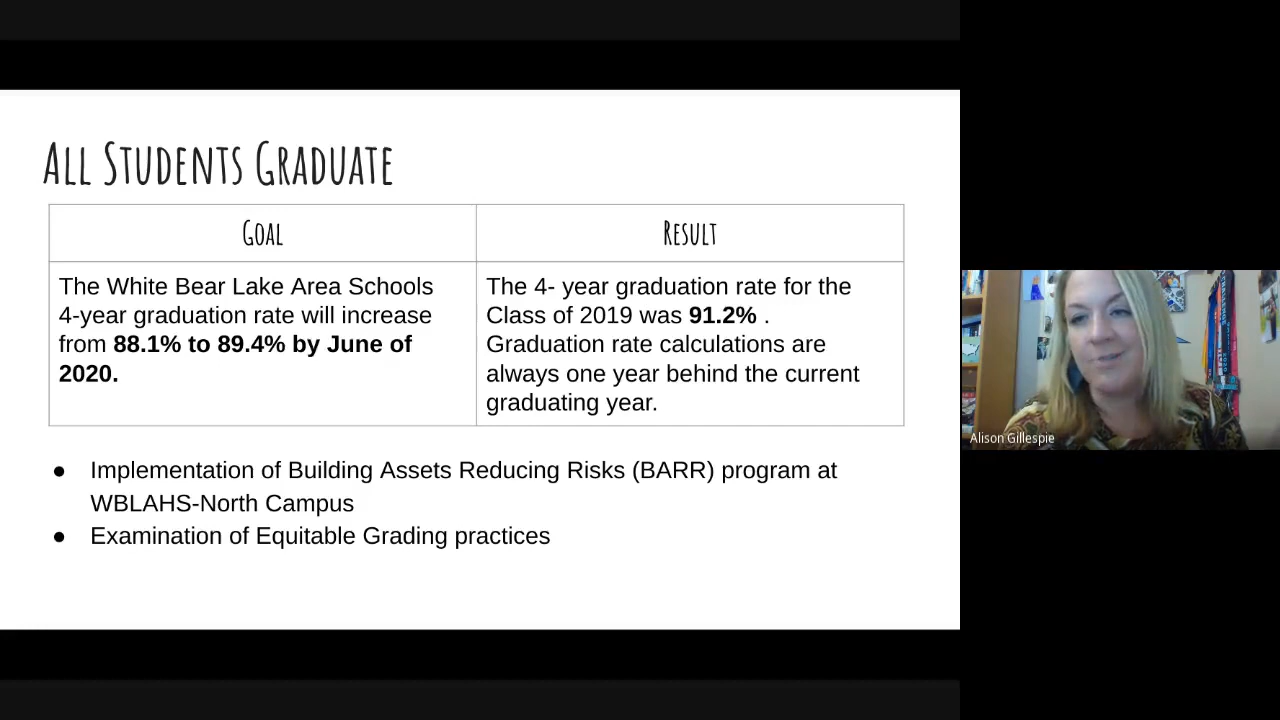 All Students Graduate
Goal
Result
The White Bear Lake Area Schools
4-year graduation rate will increase
from 88.1% to 89.4% by June of
2020.
The 4- year graduation rate for the
Class of 2019 was 91.2% .
Graduation rate calculations are
always one year behind the current
graduating year.
● Implementation of Building Assets Reducing Risks (BARR) program at
WBLAHS-North Campus
● Examination of Equitable Grading practices
Alison Gillespie